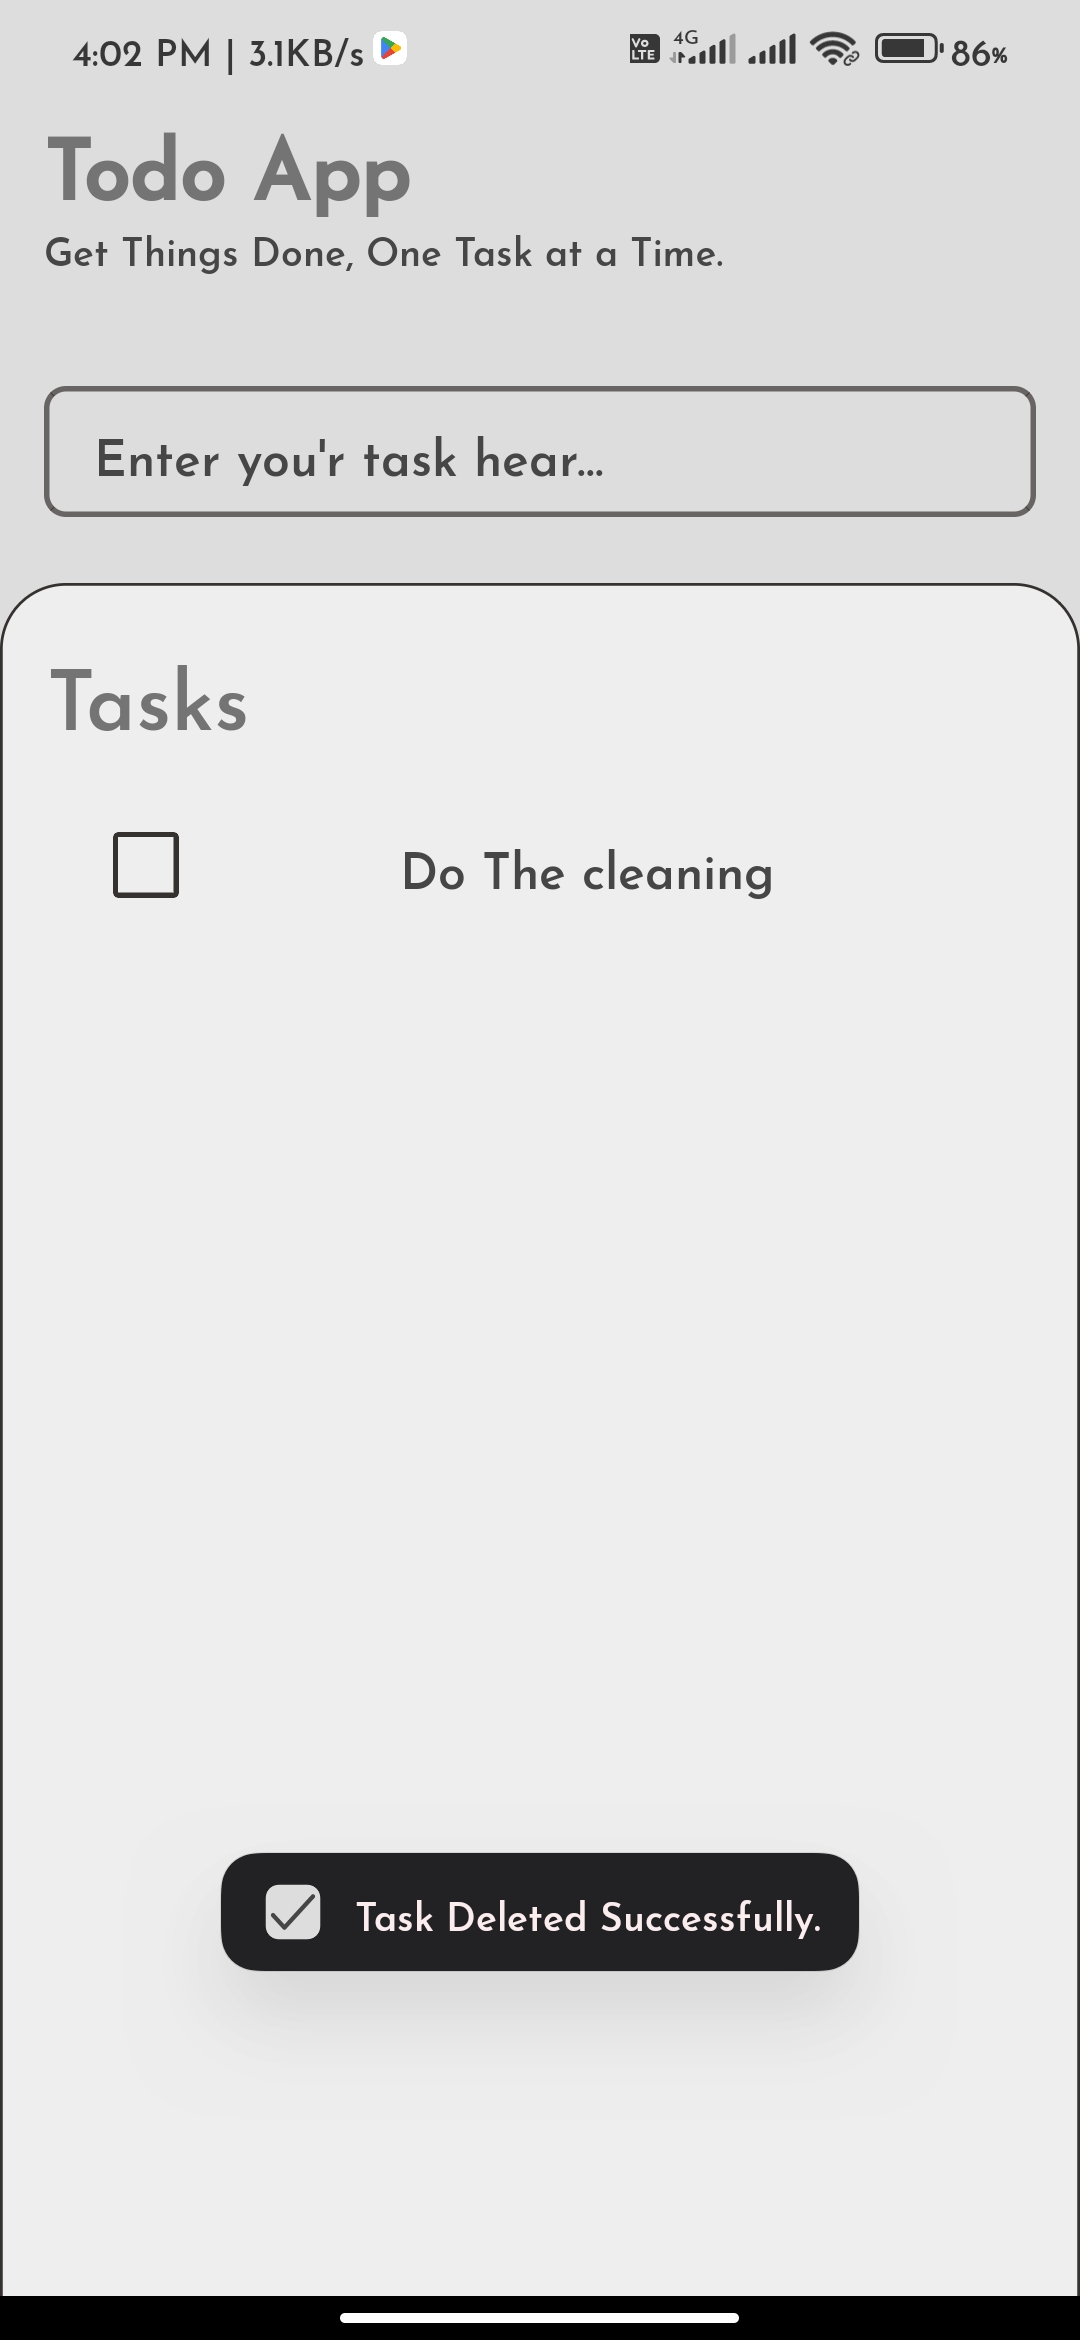 4:02 PM | 3.1KB/s Vo LTE 4G 86%
Todo App
Get Things Done, One Task at a Time.
Enter you'r task hear...
Tasks
Do The cleaning
Task Deleted Successfully.